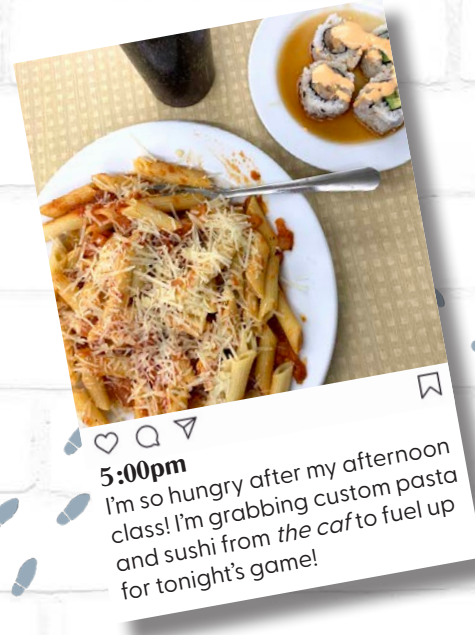 5:00pm
I'm so hungry after my afternoon
class! I'm grabbing custom pasta
and sushi from the caf to fuel up
for tonight's game!